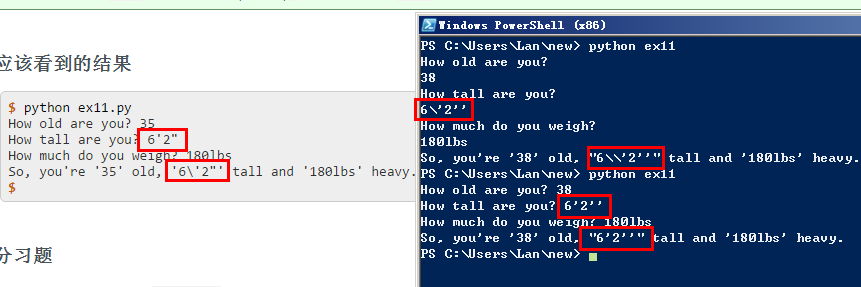 应该看到的结果
$ python ex11.py
How old are you? 35
How tall are you? 6'2"
How much do you weigh? 180lbs
So, you're '35' old, '6\'2"' tall and '180lbs' heavy.
$
分习题
Windows PowerShell (x86)
PS C:\Users\Lan\new> python ex11
How old are you?
38
How tall are you?
6\'2''
How much do you weigh?
180lbs
So, you're '38' old, "6\\'2''" tall and '180lbs' heavy.
PS C:\Users\Lan\new> python ex11
How old are you? 38
How tall are you? 6'2''
How much do you weigh? 180lbs
So, you're '38' old, "6'2''" tall and '180lbs' heavy.
PS C:\Users\Lan\new>